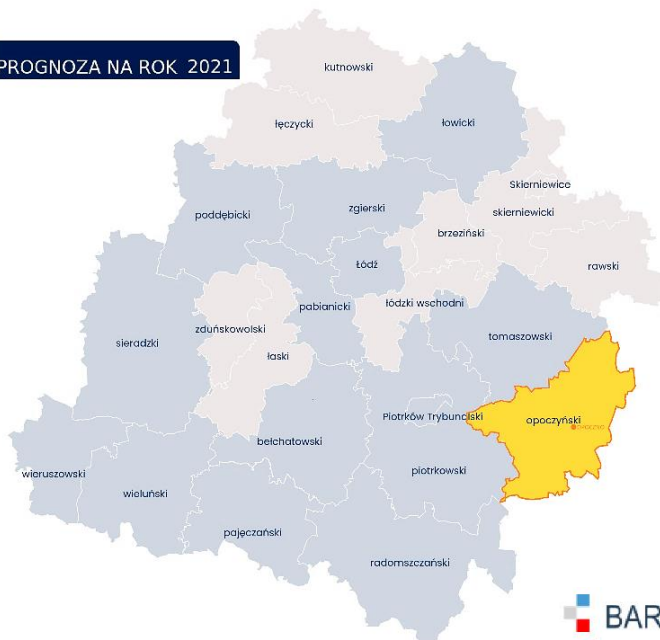 PROGNOZA NA ROK 2021
kutnowski
łęczycki
łowicki
Skierniewice
poddębicki
zgierski
skierniewicki
brzeziński
Łódź
rawski
pabianicki
łódzki wschodni
zduńskowolski
tomaszowski
sieradzki
łaski
Piotrków Trybunalski
opoczyński
bełchatowski
wieruszowski
piotrkowski
wieluński
pajęczański
radomszczański
BAR